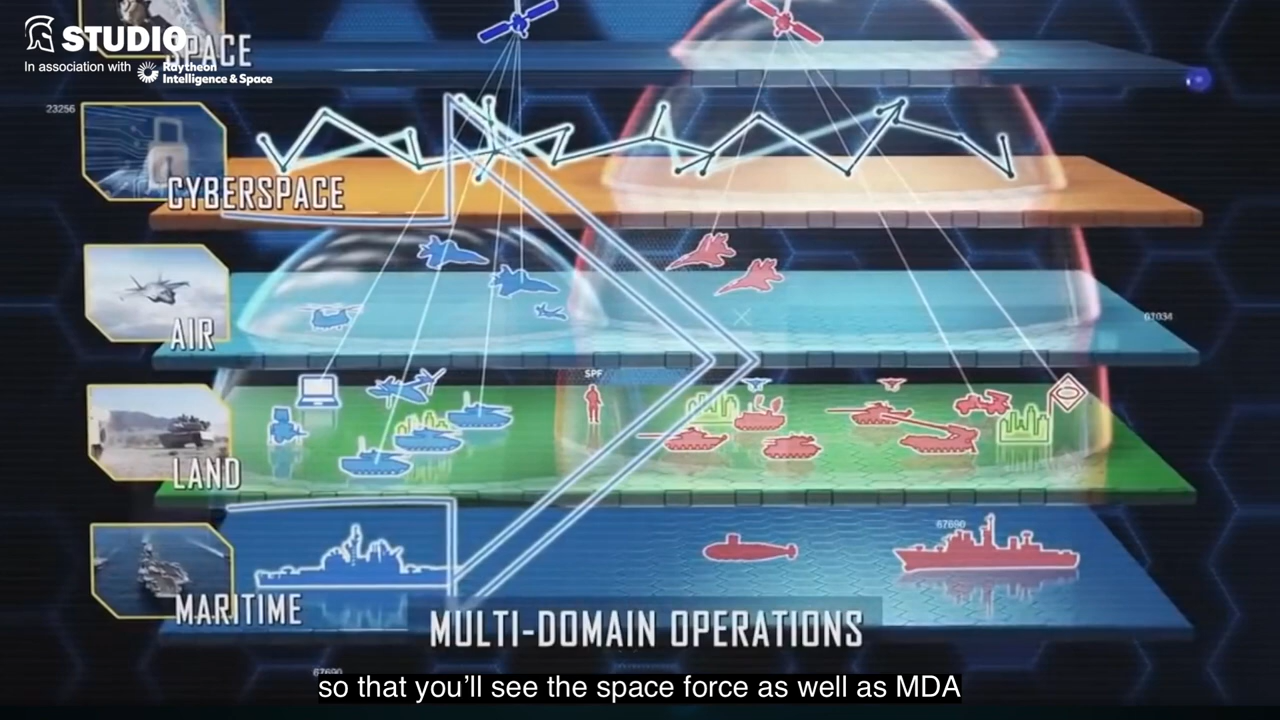 STUDIO
In association with Raytheon
Intelligence & Space
SPACE
23256
CYBERSPACE
AIR
67034
SPF
LAND
67690
MARITIME
MULTI-DOMAIN OPERATIONS
67690
so that you'll see the space force as well as MDA